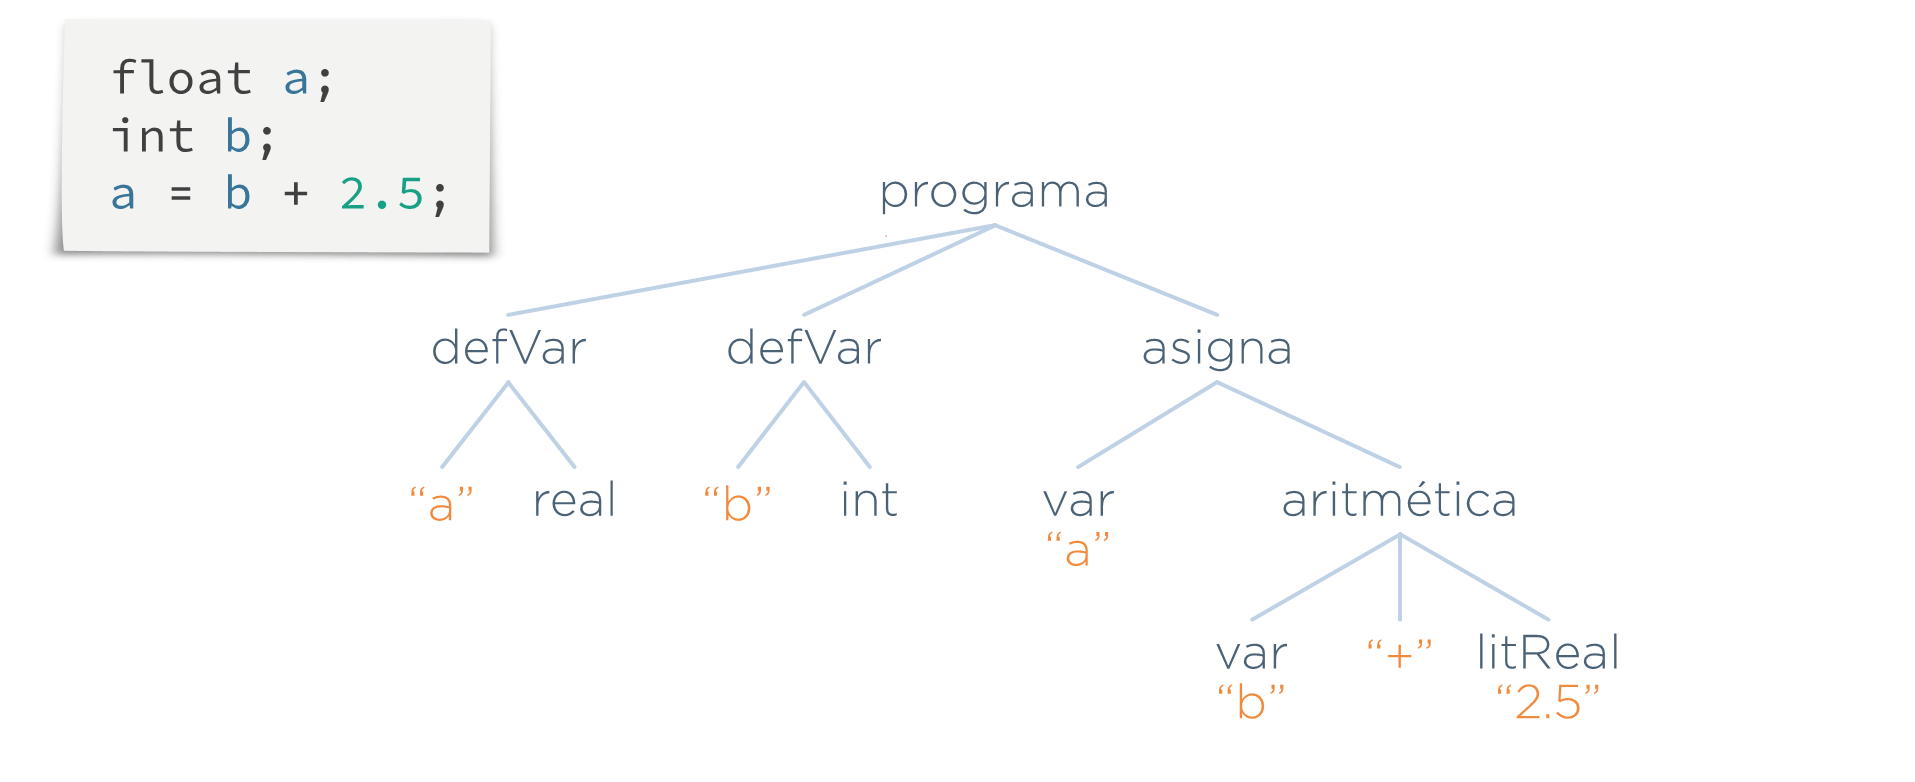 float a;
int b;
a = b + 2.5;
programa
defVar defVar asigna
“a” real “b” int var aritmética
“a”
var “+” litReal
“b” “2.5”